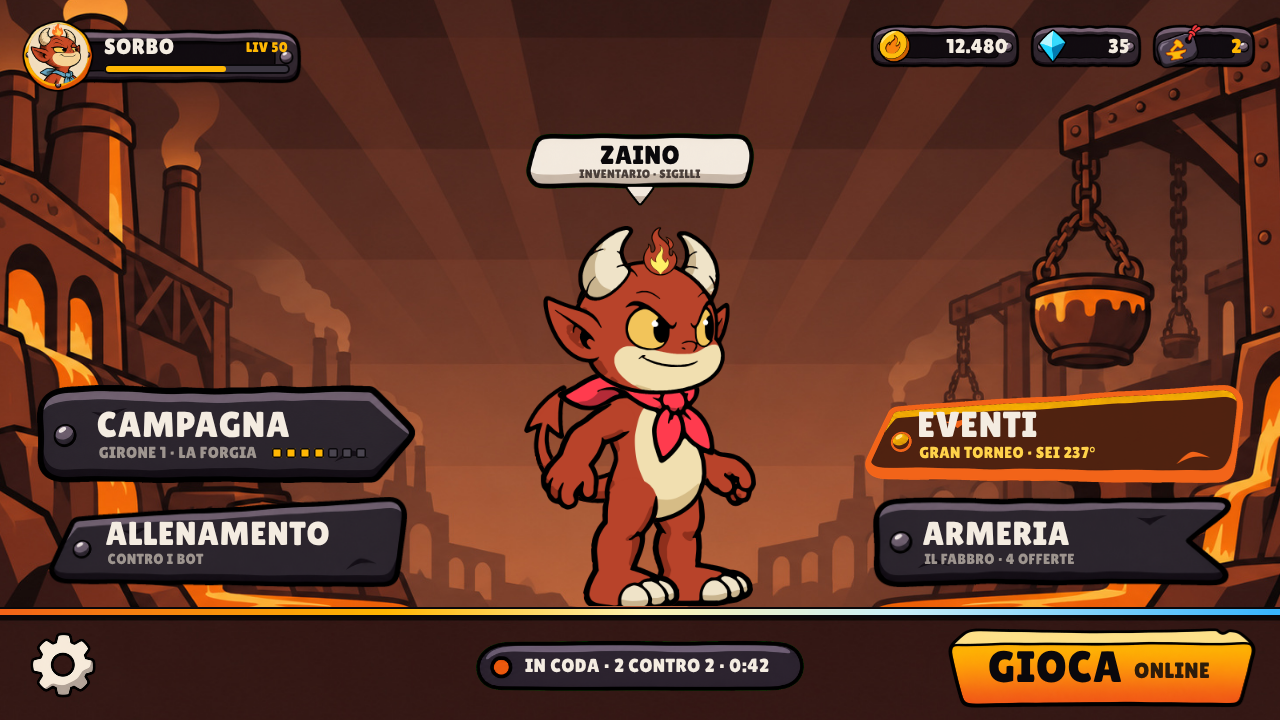 SORBO
LIV 50
12.480
35
2
ZAINO
INVENTARIO · SIGILLI
CAMPAGNA
GIRONE 1 · LA FORGIA
EVENTI
GRAN TORNEO · SEI 237°
ALLENAMENTO
CONTRO I BOT
ARMERIA
IL FABBRO · 4 OFFERTE
IN CODA · 2 CONTRO 2 · 0:42
GIOCA ONLINE